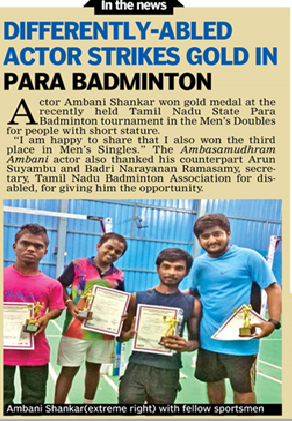 In the news
DIFFERENTLY-ABLED
ACTOR STRIKES GOLD IN
PARA BADMINTON
Actor Ambani Shankar won gold medal at the
recently held Tamil Nadu State Para
Badminton tournament in the Men's Doubles
for people with short stature.
"I am happy to share that I also won the third
place in Men's Singles." The Ambasamudhram
Ambani actor also thanked his counterpart Arun
Suyambu and Badri Narayanan Ramasamy, secre-
tary, Tamil Nadu Badminton Association for dis-
abled, for giving him the opportunity.
Ambani Shankar(extreme right) with fellow sportsmen